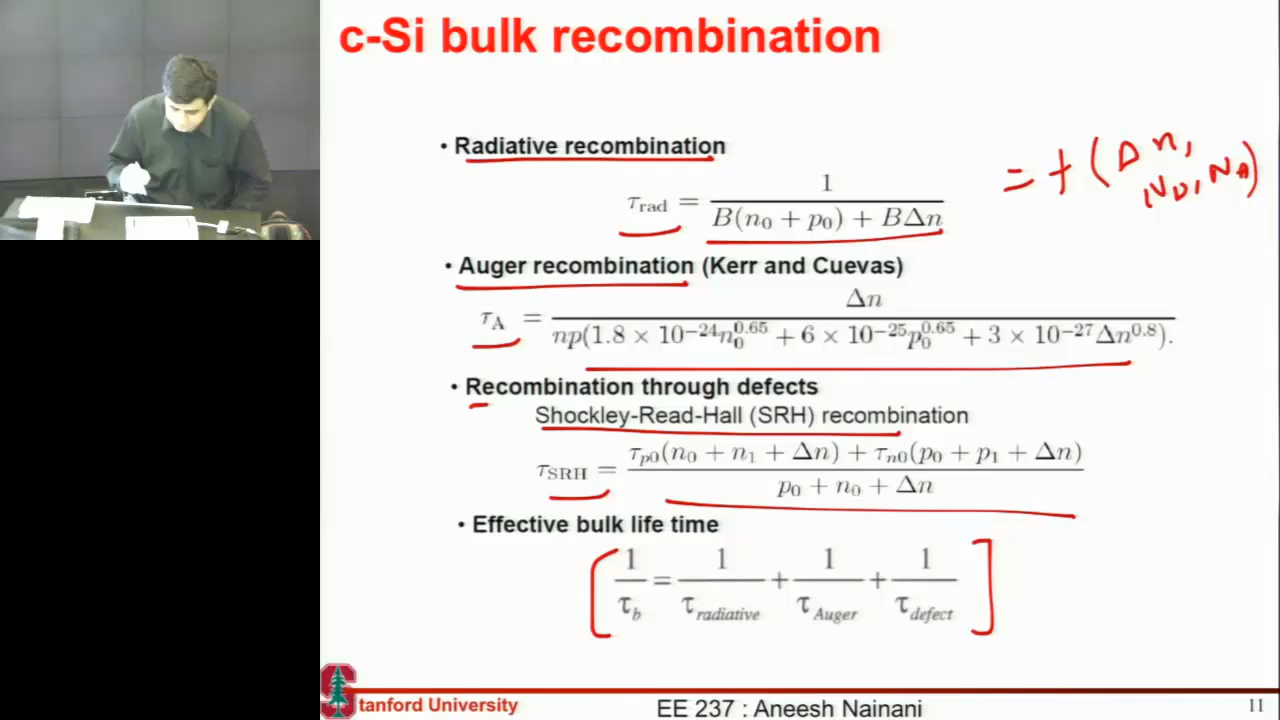 c-Si bulk recombination
• Radiative recombination
τrad = 1 / (B(n0 + p0) + BΔn)
= f (Δn,
ND, NA)
• Auger recombination (Kerr and Cuevas)
τA = Δn / (np(1.8 × 10^−24 n0^0.65 + 6 × 10^−25 p0^0.65 + 3 × 10^−27 Δn^0.8)).
• Recombination through defects
Shockley-Read-Hall (SRH) recombination
τSRH = (τp0(n0 + n1 + Δn) + τn0(p0 + p1 + Δn)) / (p0 + n0 + Δn)
• Effective bulk life time
[1/τb = 1/τradiative + 1/τAuger + 1/τdefect]
Stanford University
EE 237 : Aneesh Nainani
11